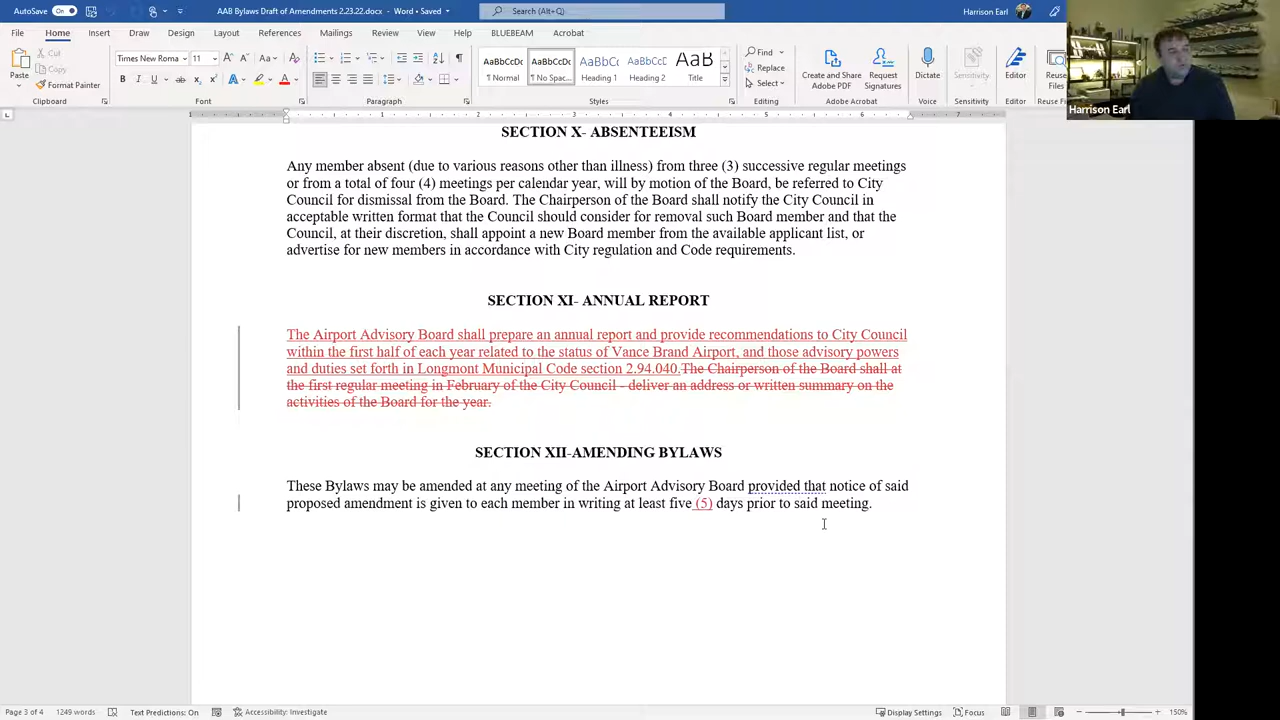 AutoSave On AAB Bylaws Draft of Amendments 2.23.22.docx - Word • Saved Search (Alt+Q) Harrison Earl
File Home Insert Draw Design Layout References Mailings Review View Help BLUEBEAM Acrobat
Paste Cut Copy Format Painter Clipboard
Times New Roma 11 Font
Paragraph
AaBbCcDc ¶ Normal AaBbCcDc ¶ No Spac... AaBbC Heading 1 AaBbCc Heading 2 AaB Title Styles
Find Replace Select Editing
Create and Share Adobe PDF Request Signatures Adobe Acrobat
Dictate Voice
Sensitivity Sensitivity
Editor Editor
Reuse Files Reuse Fi
Harrison Earl
SECTION X- ABSENTEEISM
Any member absent (due to various reasons other than illness) from three (3) successive regular meetings
or from a total of four (4) meetings per calendar year, will by motion of the Board, be referred to City
Council for dismissal from the Board. The Chairperson of the Board shall notify the City Council in
acceptable written format that the Council should consider for removal such Board member and that the
Council, at their discretion, shall appoint a new Board member from the available applicant list, or
advertise for new members in accordance with City regulation and Code requirements.
SECTION XI- ANNUAL REPORT
The Airport Advisory Board shall prepare an annual report and provide recommendations to City Council
within the first half of each year related to the status of Vance Brand Airport, and those advisory powers
and duties set forth in Longmont Municipal Code section 2.94.040.The Chairperson of the Board shall at
the first regular meeting in February of the City Council - deliver an address or written summary on the
activities of the Board for the year.
SECTION XII-AMENDING BYLAWS
These Bylaws may be amended at any meeting of the Airport Advisory Board provided that notice of said
proposed amendment is given to each member in writing at least five (5) days prior to said meeting.
Page 3 of 4 1249 words Text Predictions: On Accessibility: Investigate Display Settings Focus 150%